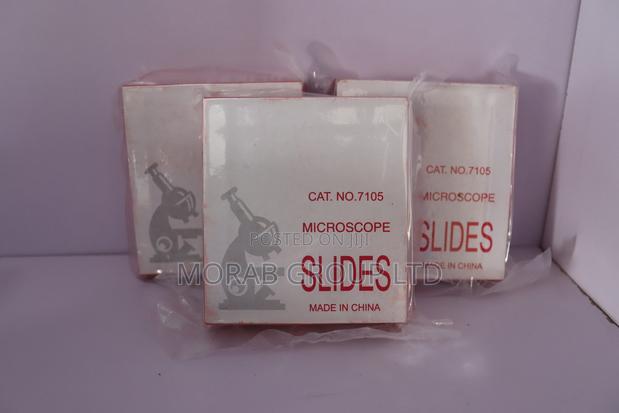 CAT. NO.7105
MICROSCOPE
SLIDES
MADE IN CHINA
CAT. NO.7105
MICROSCOPE
SLIDES
MADE IN CHINA
POSTED ON JIJI
MORAB GROUP LTD